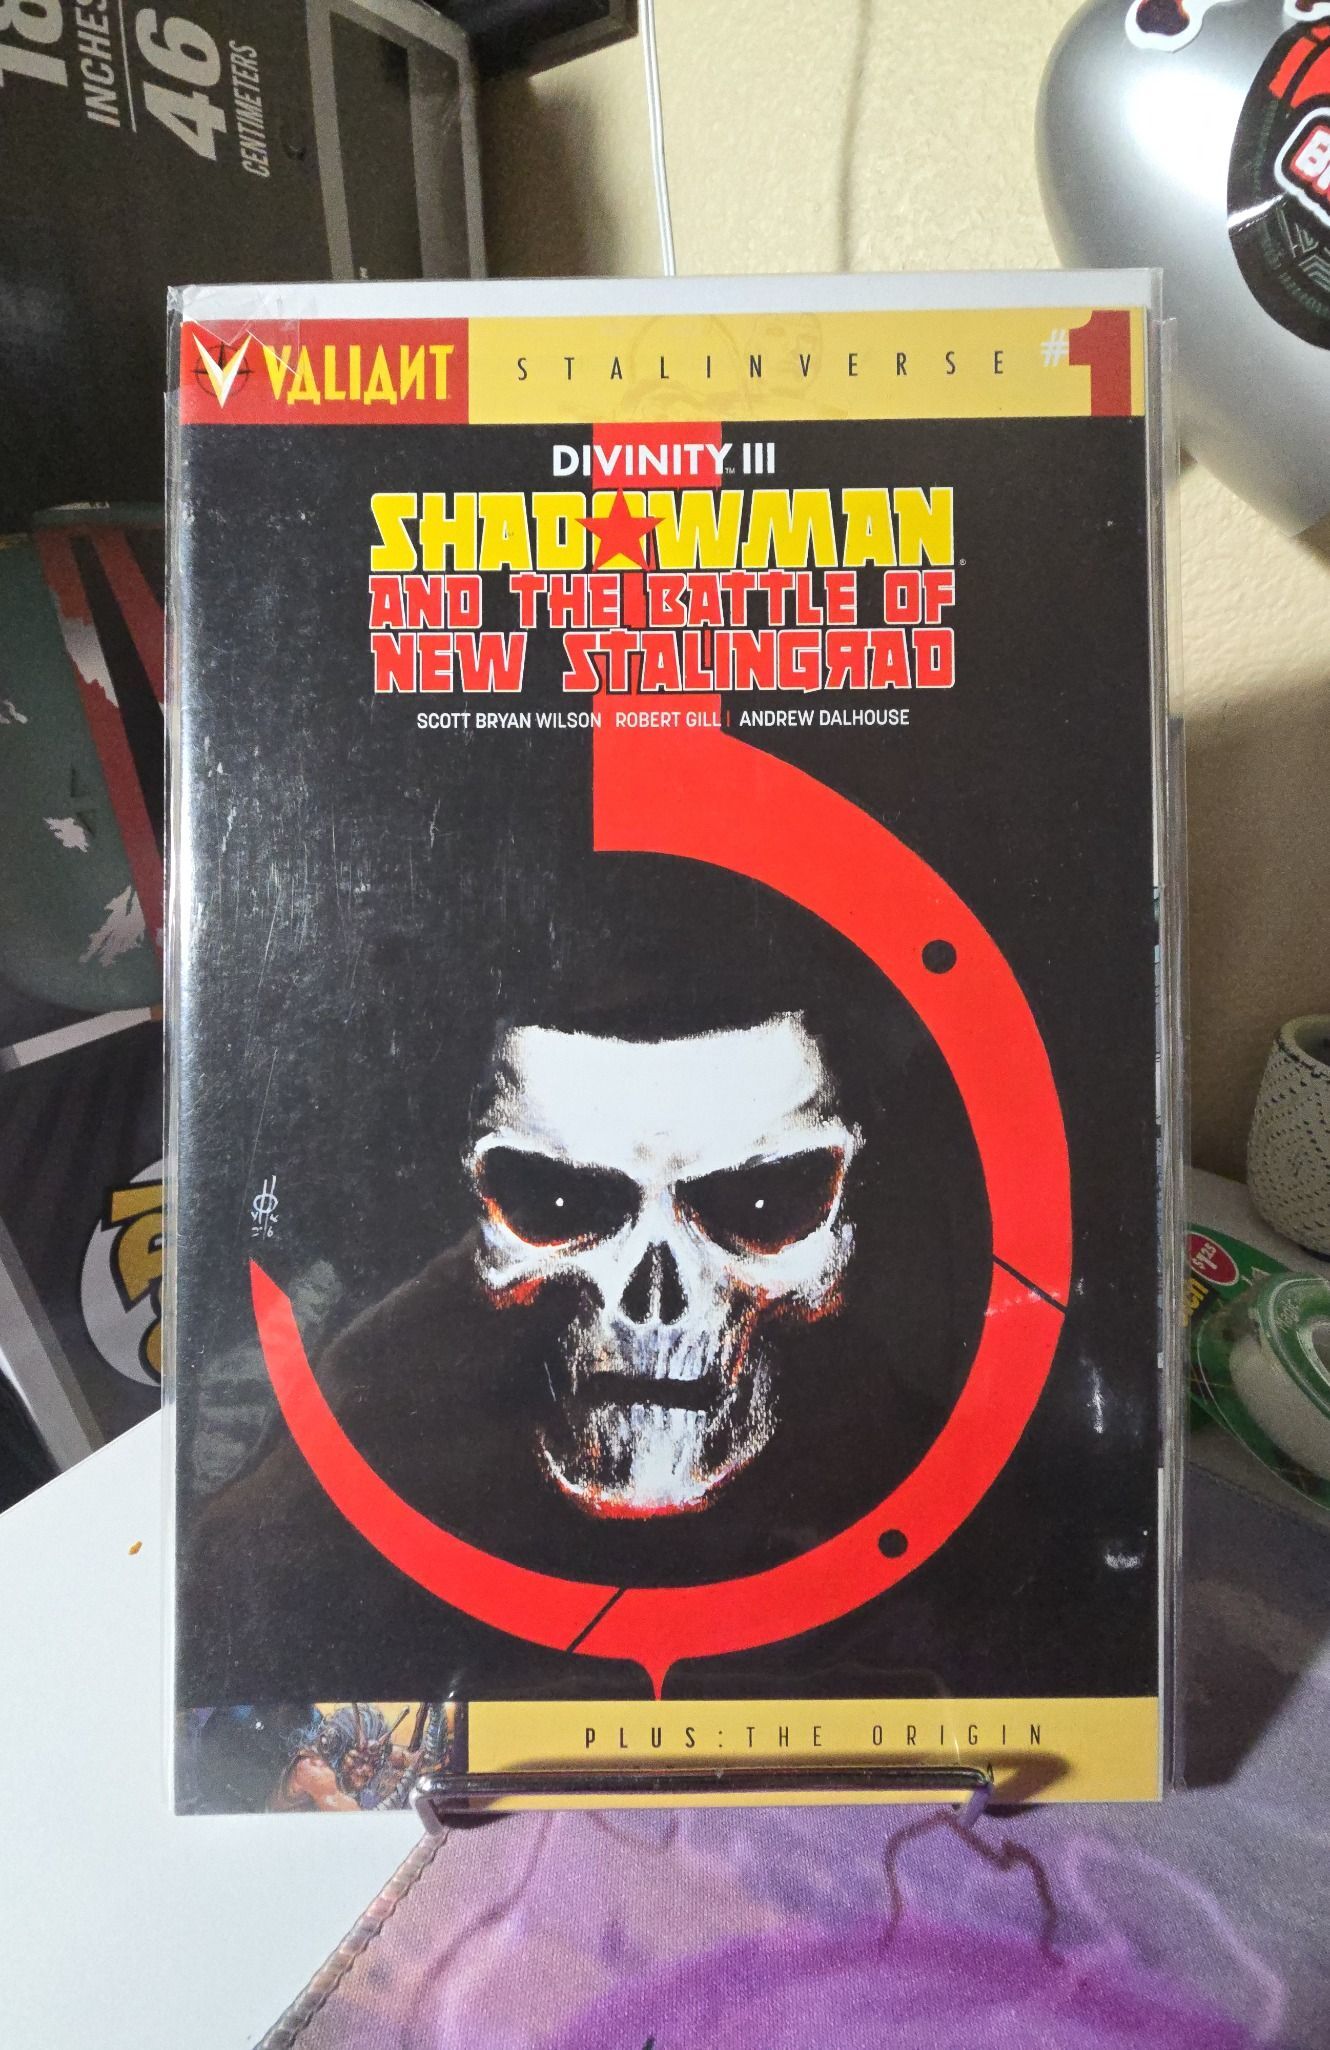 18
INCHES
46
CENTIMETERS
VALIANT
STALINVERSE
#1
DIVINITY™ III
SHADOWMAN®
AND THE BATTLE OF
NEW STALINGRAD
SCOTT BRYAN WILSON ROBERT GILL | ANDREW DALHOUSE
PLUS: THE ORIGIN